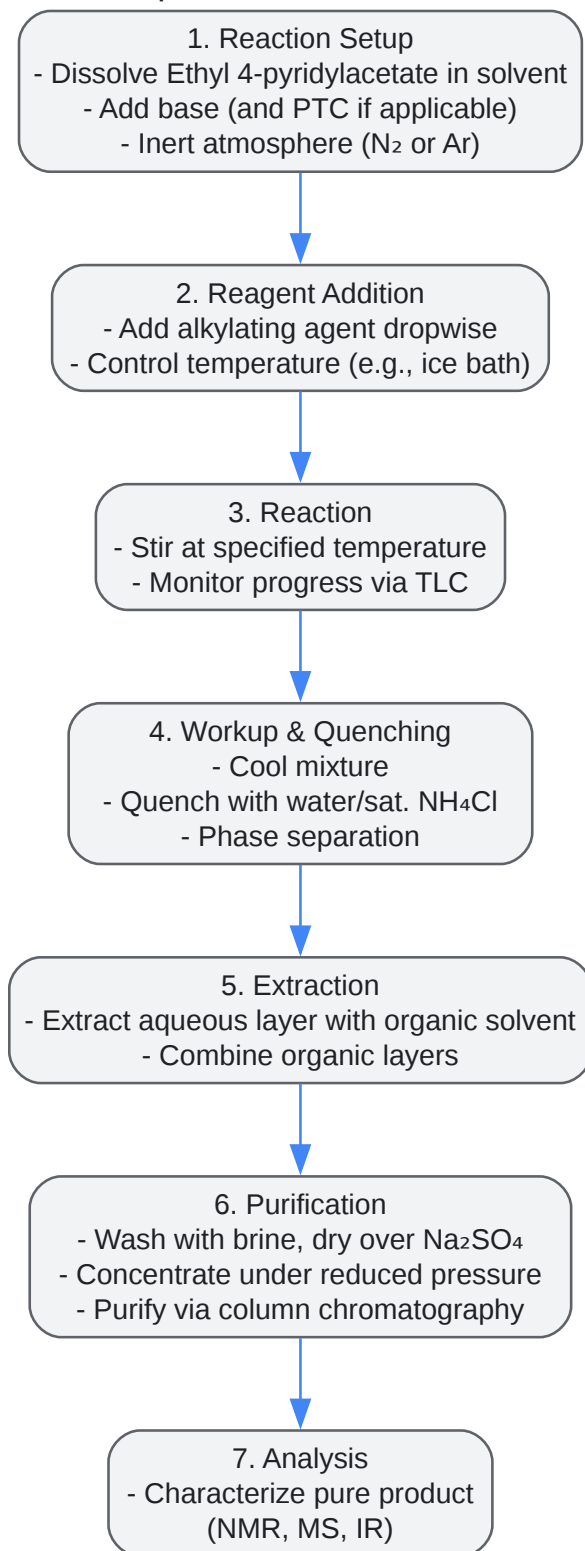 1. Reaction Setup
- Dissolve Ethyl 4-pyridylacetate in solvent
- Add base (and PTC if applicable)
- Inert atmosphere (N₂ or Ar)
2. Reagent Addition
- Add alkylating agent dropwise
- Control temperature (e.g., ice bath)
3. Reaction
- Stir at specified temperature
- Monitor progress via TLC
4. Workup & Quenching
- Cool mixture
- Quench with water/sat. NH₄Cl
- Phase separation
5. Extraction
- Extract aqueous layer with organic solvent
- Combine organic layers
6. Purification
- Wash with brine, dry over Na₂SO₄
- Concentrate under reduced pressure
- Purify via column chromatography
7. Analysis
- Characterize pure product
(NMR, MS, IR)